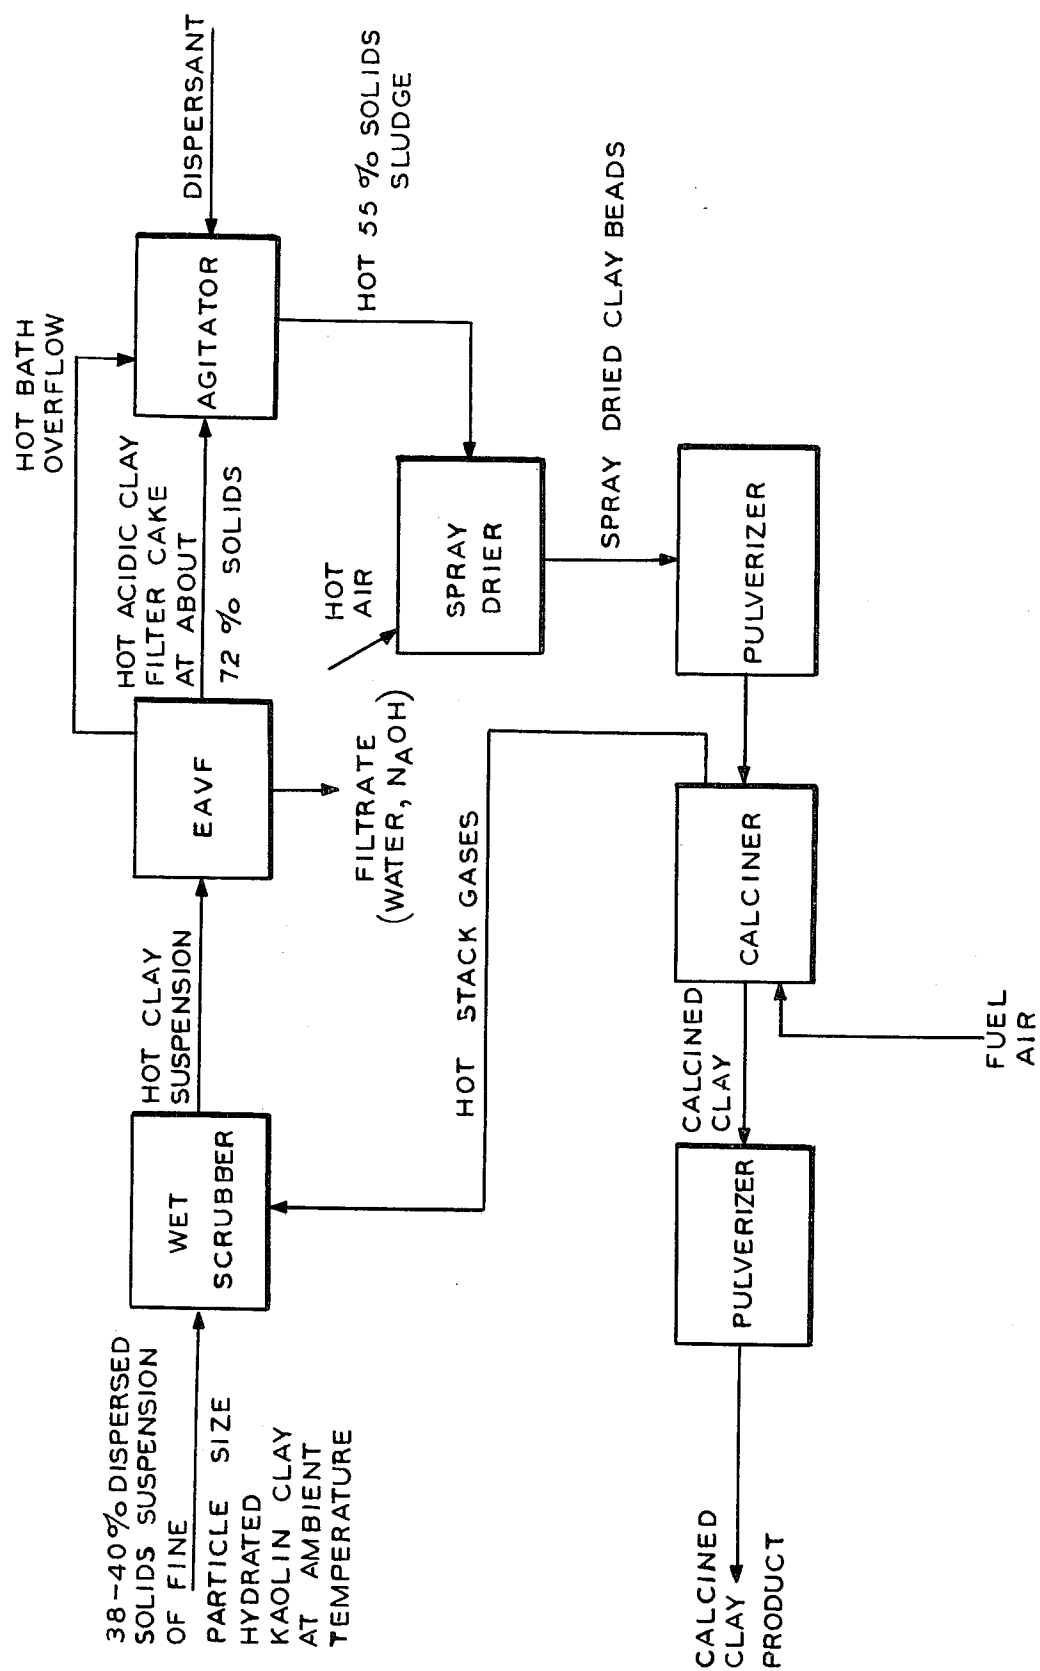 38-40% DISPERSED
SOLIDS SUSPENSION
OF FINE
PARTICLE SIZE
HYDRATED
KAOLIN CLAY
AT AMBIENT
TEMPERATURE
WET
SCRUBBER
HOT CLAY
SUSPENSION
EAVF
HOT BATH
OVERFLOW
HOT ACIDIC CLAY
FILTER CAKE
AT ABOUT
72 % SOLIDS
AGITATOR
DISPERSANT
FILTRATE
(WATER, NAOH)
HOT 55 % SOLIDS
SLUDGE
HOT
AIR
SPRAY
DRIER
HOT STACK GASES
SPRAY DRIED CLAY BEADS
PULVERIZER
CALCINER
FUEL
AIR
CALCINED
CLAY
PULVERIZER
CALCINED
CLAY
PRODUCT